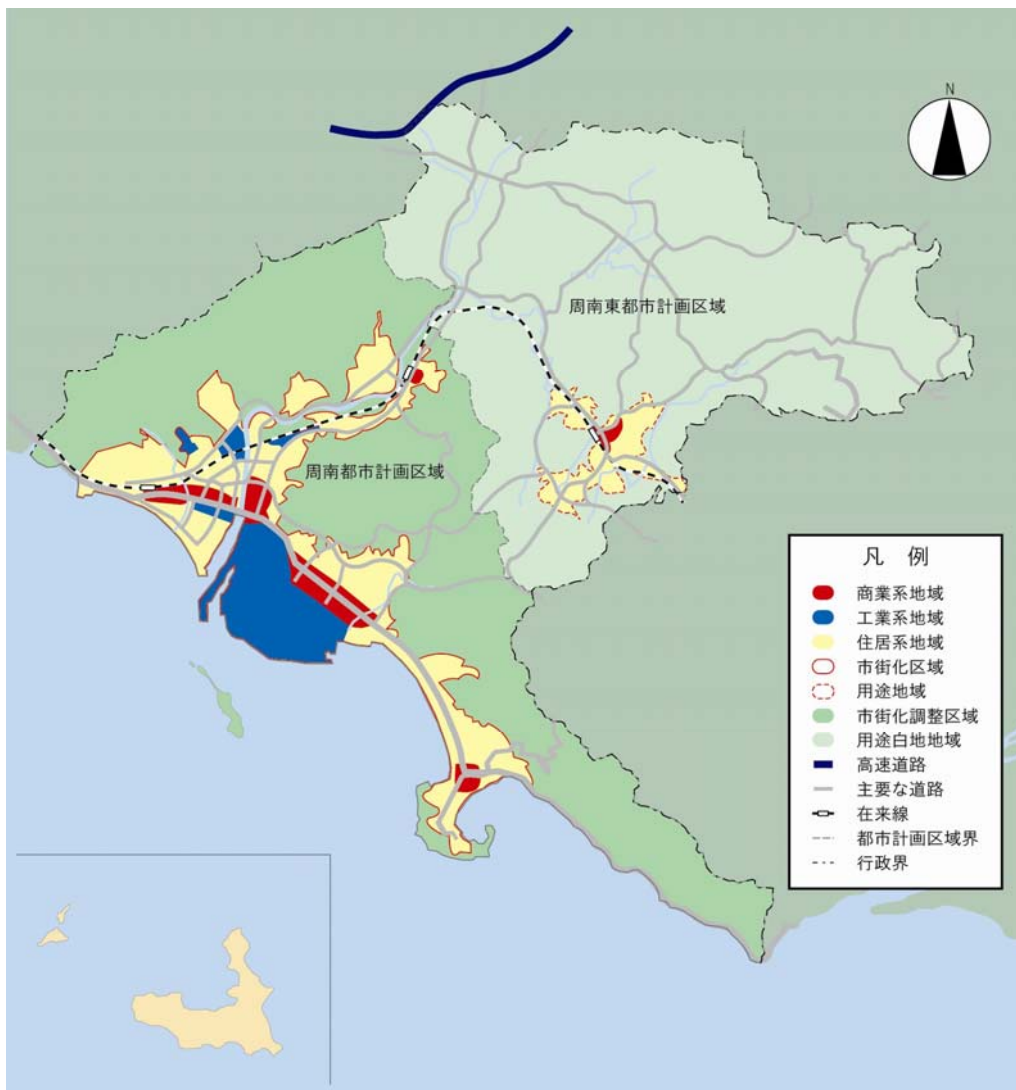 N
周南東都市計画区域
周南都市計画区域
凡 例
商業系地域
工業系地域
住居系地域
市街化区域
用途地域
市街化調整区域
用途白地地域
高速道路
主要な道路
在来線
都市計画区域界
行政界